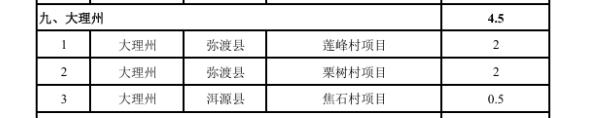 九、大理州 4.5
1 大理州 弥渡县 莲峰村项目 2
2 大理州 弥渡县 栗树村项目 2
3 大理州 洱源县 焦石村项目 0.5